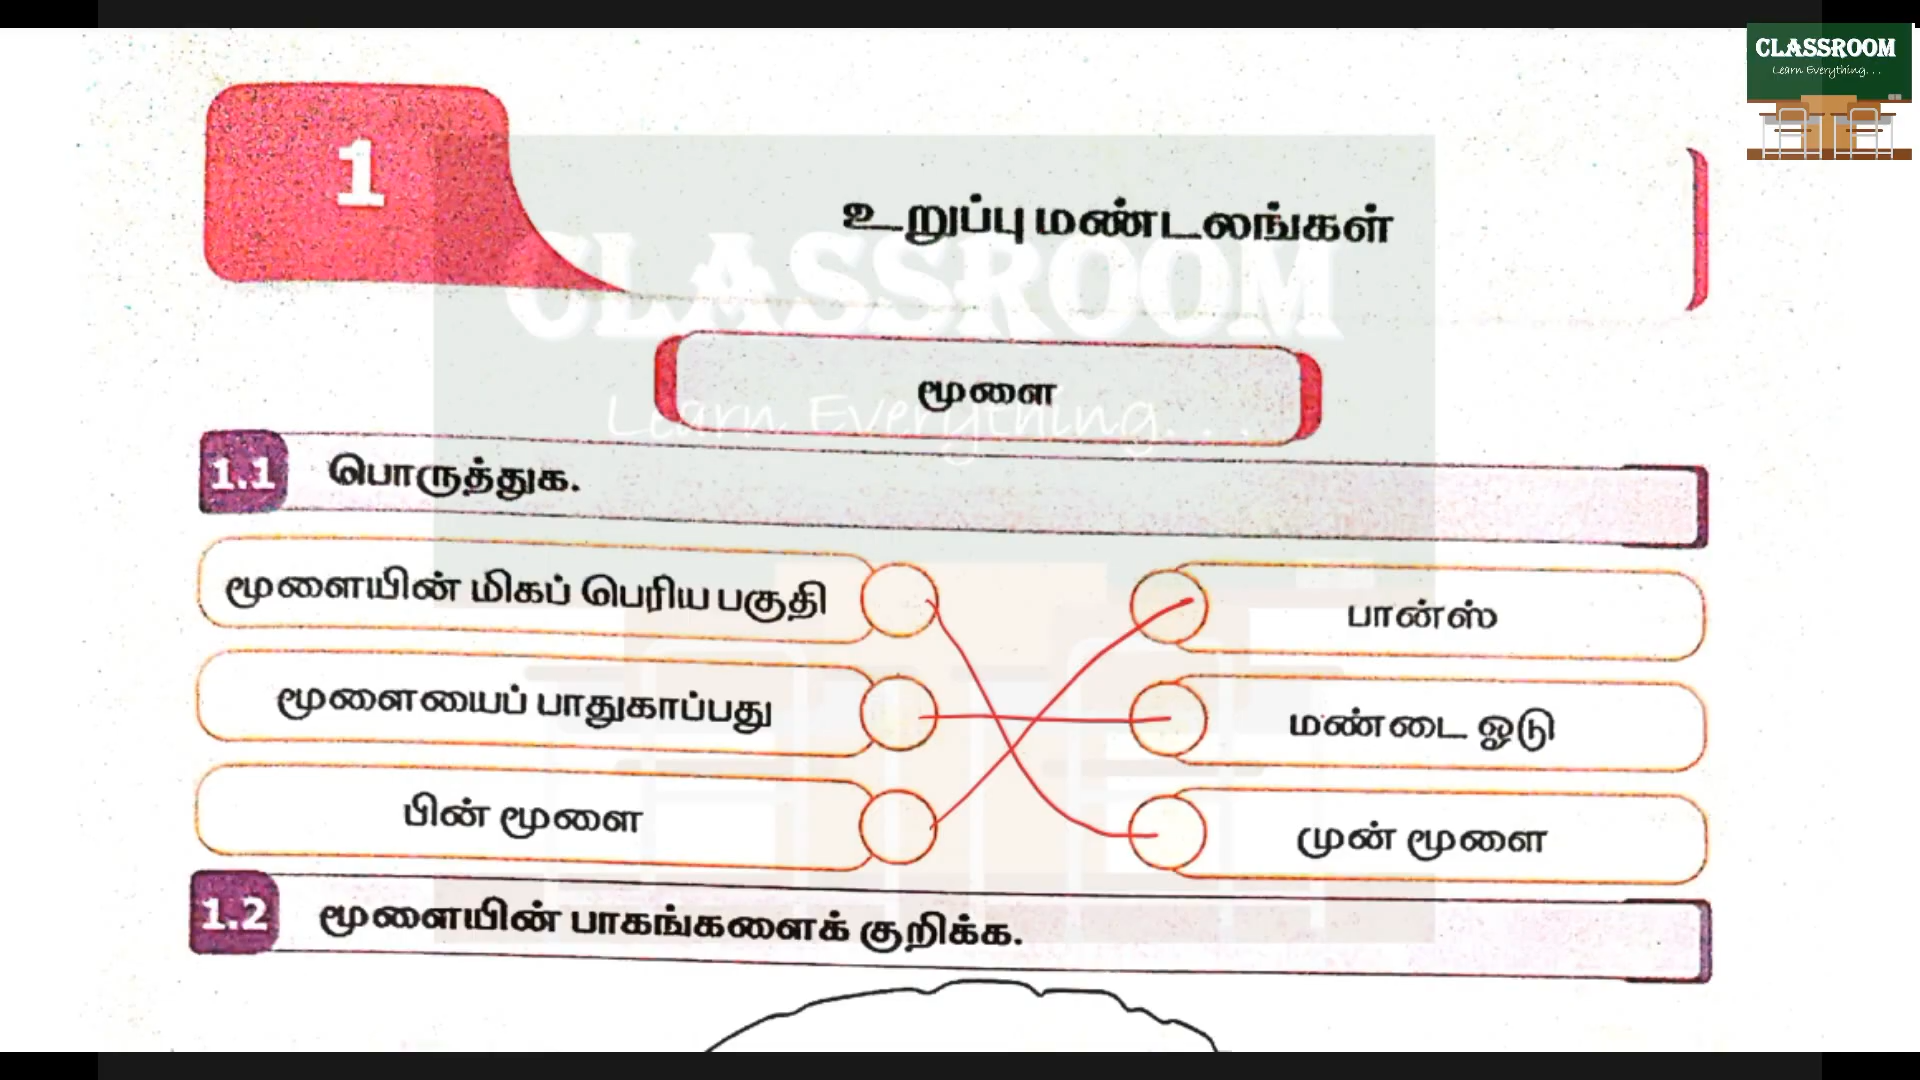 CLASSROOM
Learn Everything...
1
உறுப்பு மண்டலங்கள்
CLASSROOM
Learn Everything...
மூளை
1.1 பொருத்துக.
மூளையின் மிகப் பெரிய பகுதி பான்ஸ்
மூளையைப் பாதுகாப்பது மண்டை ஓடு
பின் மூளை முன் மூளை
1.2 மூளையின் பாகங்களைக் குறிக்க.